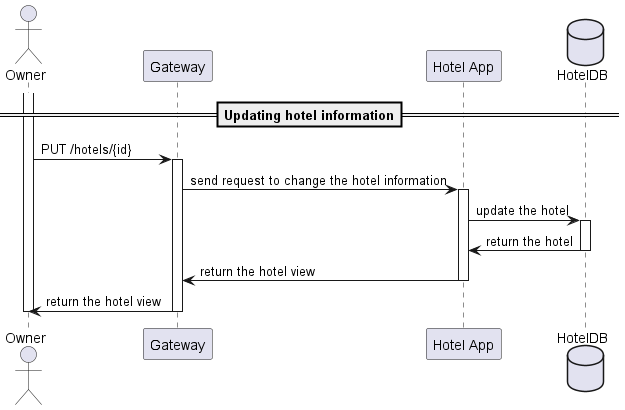 Owner
Gateway
Hotel App
HotelDB
Updating hotel information
PUT /hotels/{id}
send request to change the hotel information
update the hotel
return the hotel
return the hotel view
return the hotel view
Owner
Gateway
Hotel App
HotelDB